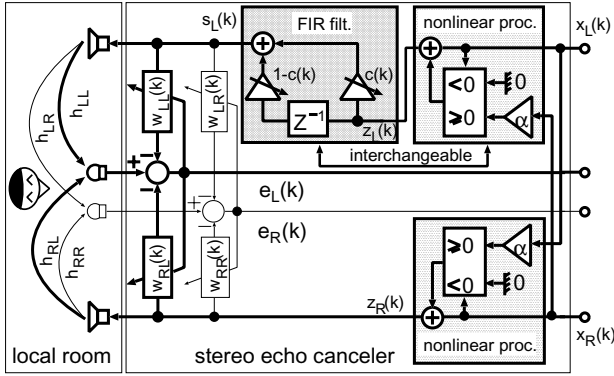 s_L(k)
FIR filt.
nonlinear proc.
x_L(k)
1-c(k)
c(k)
<0
0
≥0
α
Z⁻¹
z_L(k)
interchangeable
h_LL
h_LR
w_LL(k)
w_LR(k)
+
−
−
e_L(k)
+
−
−
e_R(k)
h_RL
h_RR
w_RL(k)
w_RR(k)
≥0
α
<0
0
z_R(k)
x_R(k)
nonlinear proc.
local room
stereo echo canceler